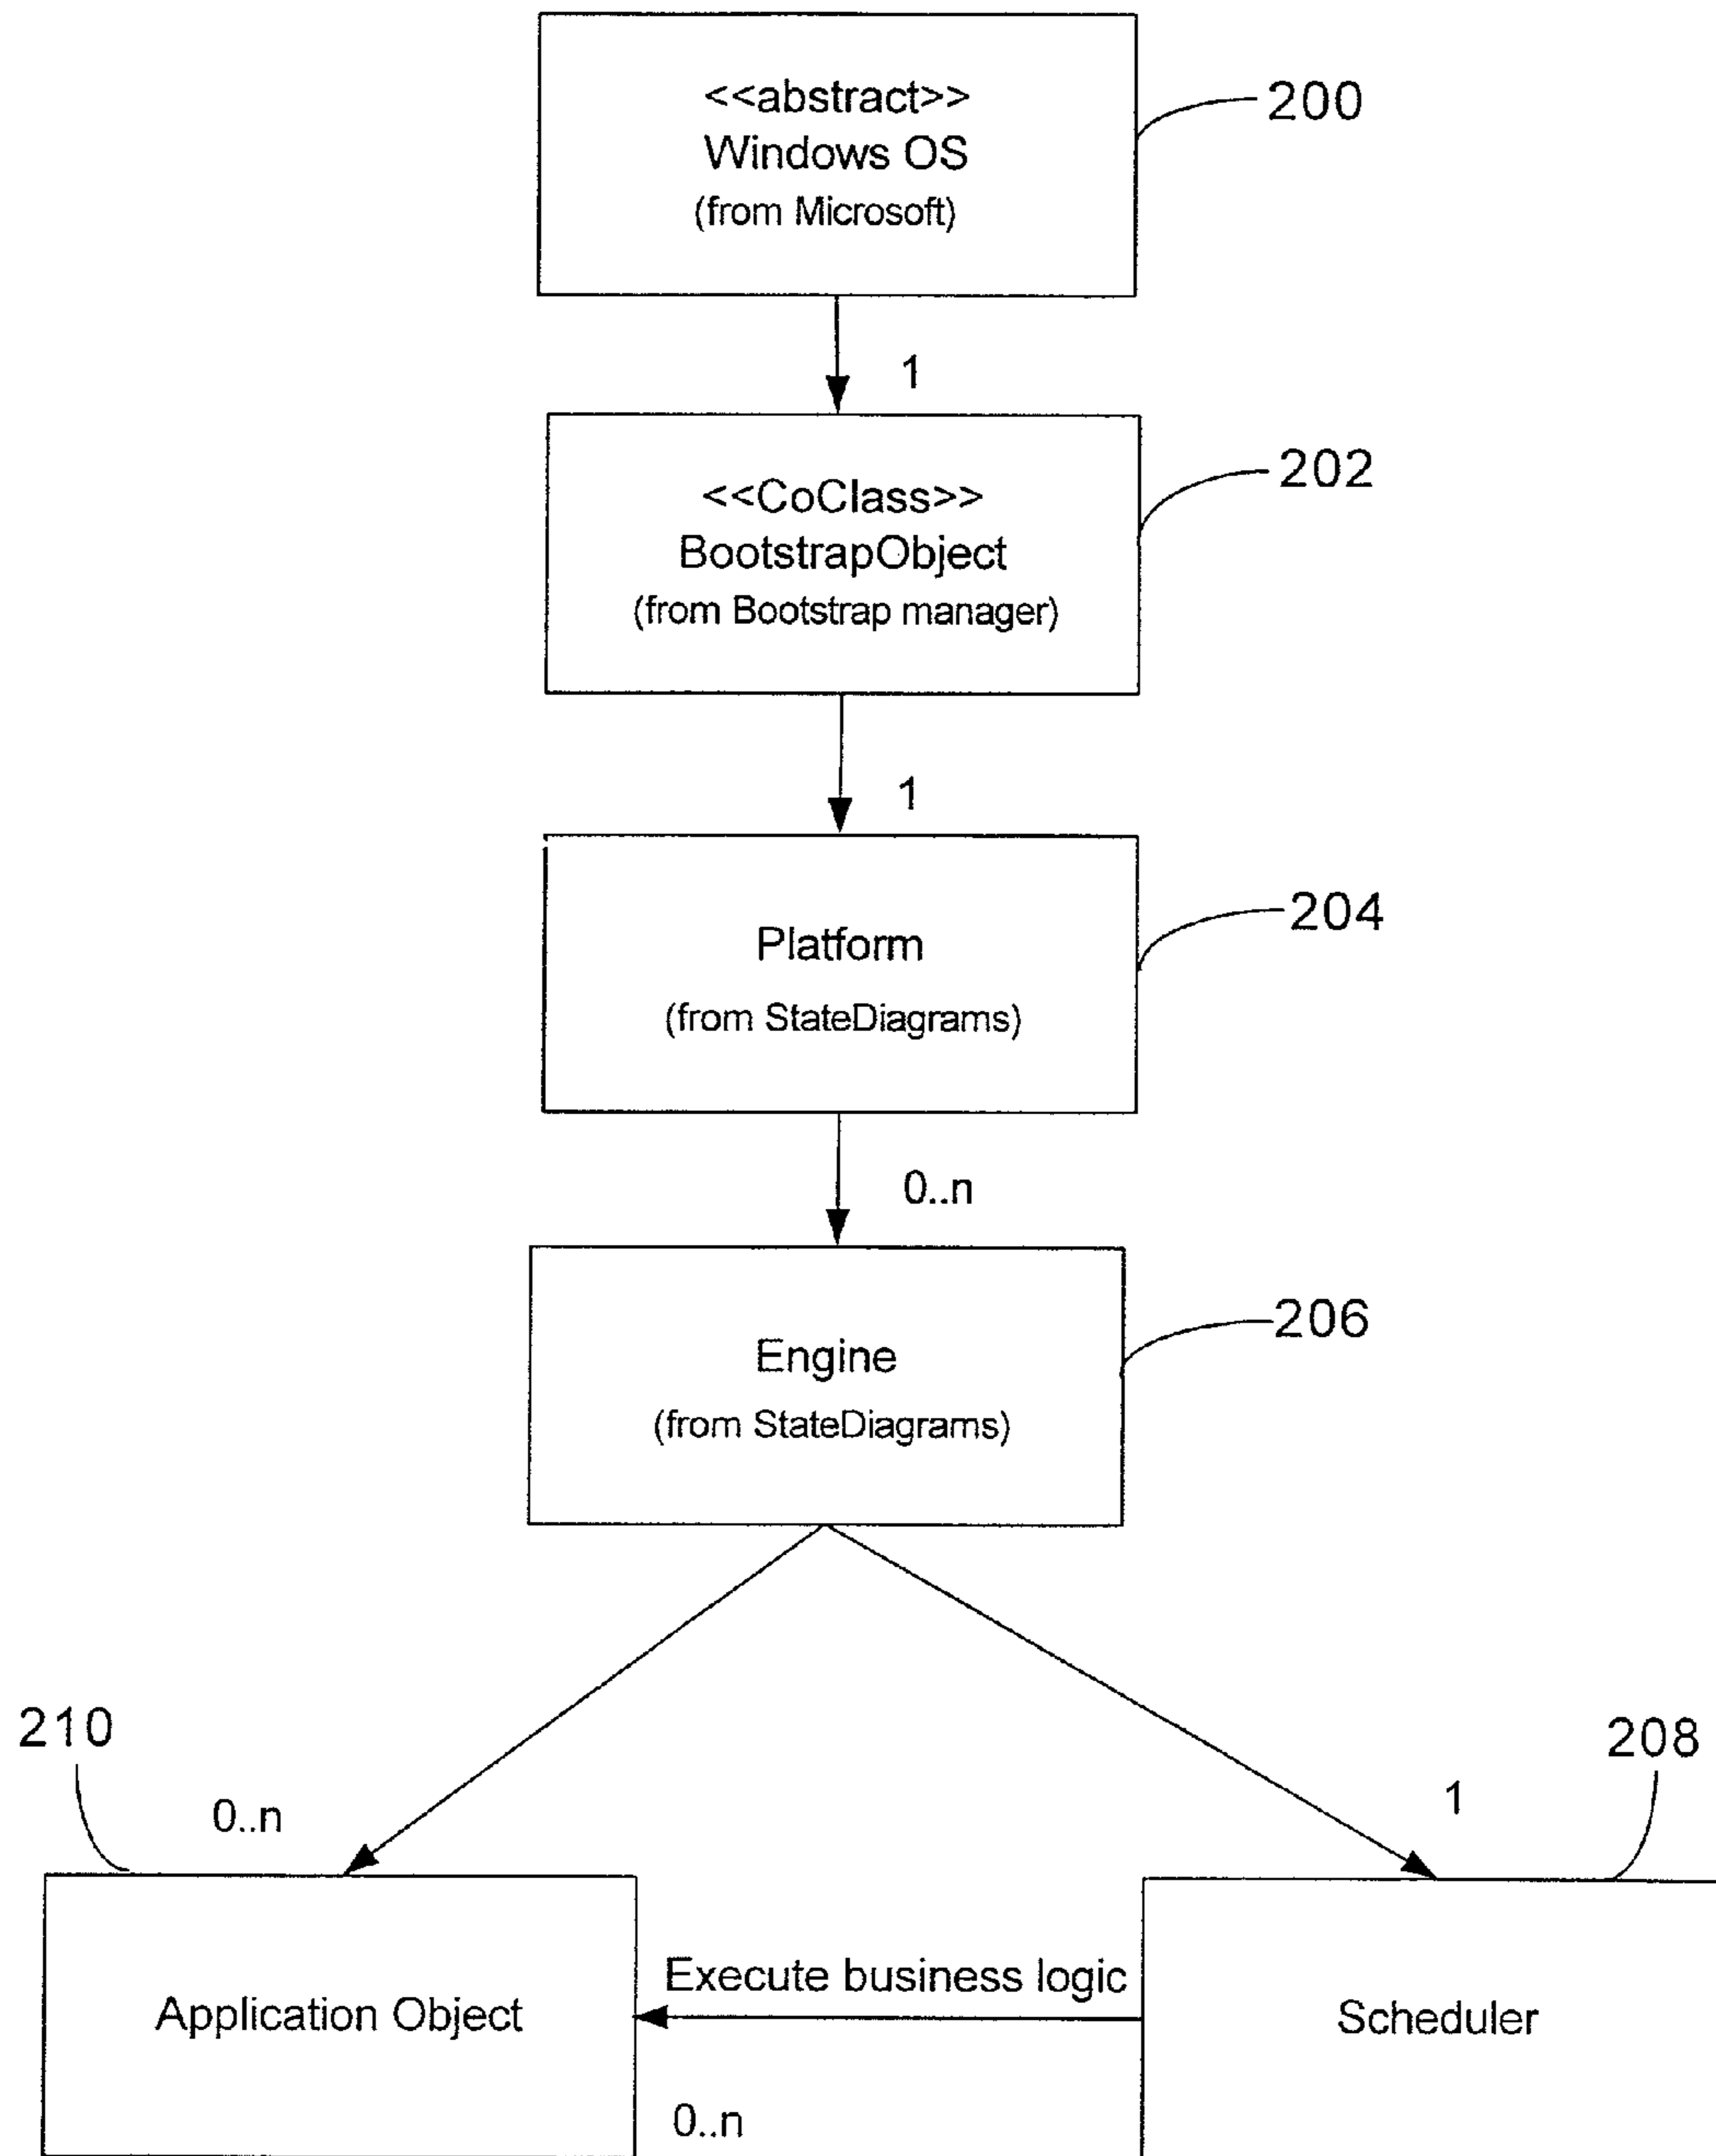 <<abstract>>
Windows OS
(from Microsoft)
200
1
<<CoClass>>
BootstrapObject
(from Bootstrap manager)
202
1
Platform
(from StateDiagrams)
204
0..n
Engine
(from StateDiagrams)
206
210
208
0..n
1
Application Object
Execute business logic
Scheduler
0..n